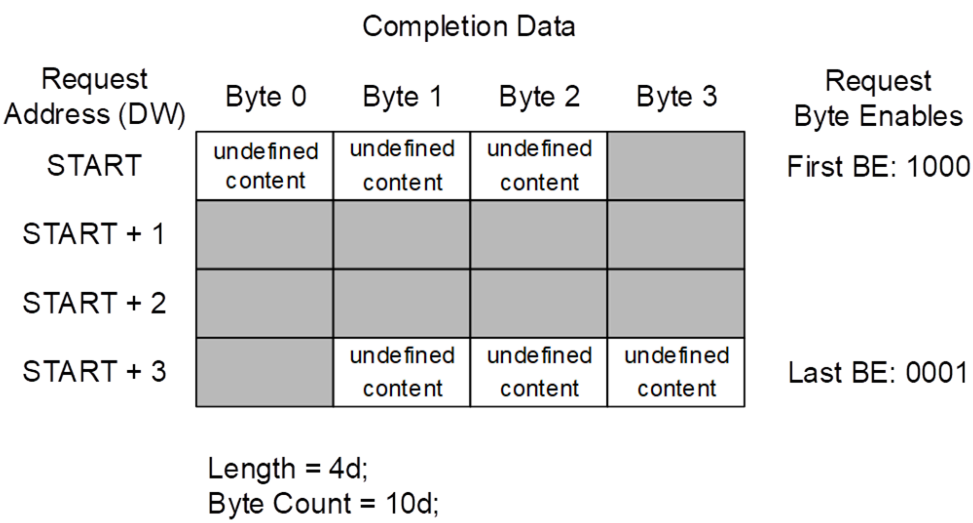 Completion Data
Request
Address (DW)
Byte 0
Byte 1
Byte 2
Byte 3
Request
Byte Enables
START
undefined
content
undefined
content
undefined
content
First BE: 1000
START + 1
START + 2
START + 3
undefined
content
undefined
content
undefined
content
Last BE: 0001
Length = 4d;
Byte Count = 10d;